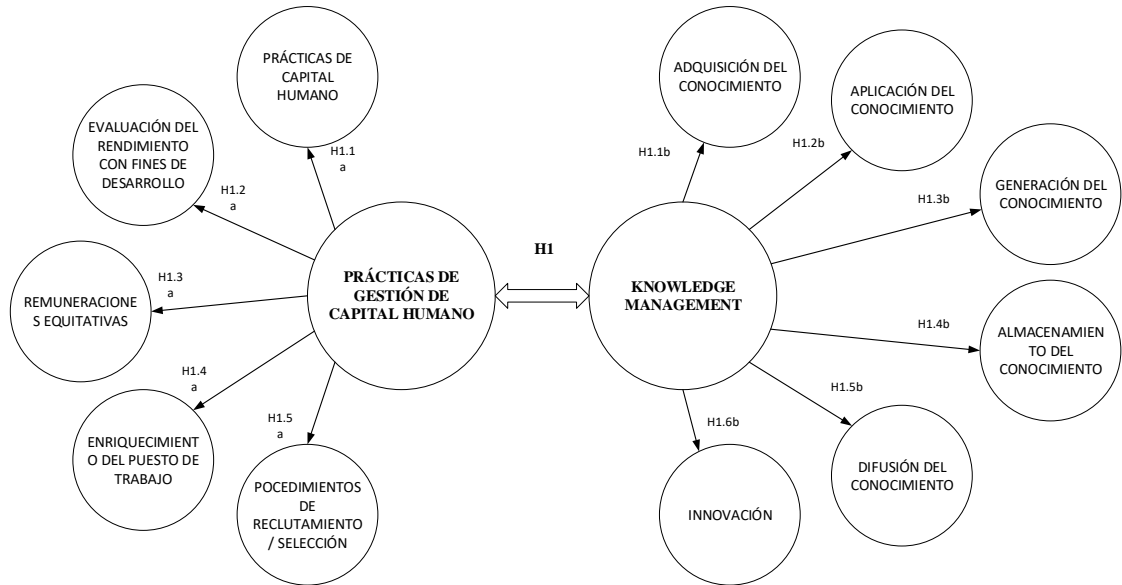 PRÁCTICAS DE
CAPITAL
HUMANO
EVALUACIÓN DEL
RENDIMIENTO
CON FINES DE
DESARROLLO
REMUNERACIONE
S EQUITATIVAS
ENRIQUECIMIENT
O DEL PUESTO DE
TRABAJO
POCEDIMIENTOS
DE
RECLUTAMIENTO
/ SELECCIÓN
H1.1
a
H1.2
a
H1.3
a
H1.4
a
H1.5
a
PRÁCTICAS DE
GESTIÓN DE
CAPITAL HUMANO
H1
KNOWLEDGE
MANAGEMENT
H1.1b
H1.2b
H1.3b
H1.4b
H1.5b
H1.6b
ADQUISICIÓN DEL
CONOCIMIENTO
APLICACIÓN DEL
CONOCIMIENTO
GENERACIÓN DEL
CONOCIMIENTO
ALMACENAMIEN
TO DEL
CONOCIMIENTO
DIFUSIÓN DEL
CONOCIMIENTO
INNOVACIÓN